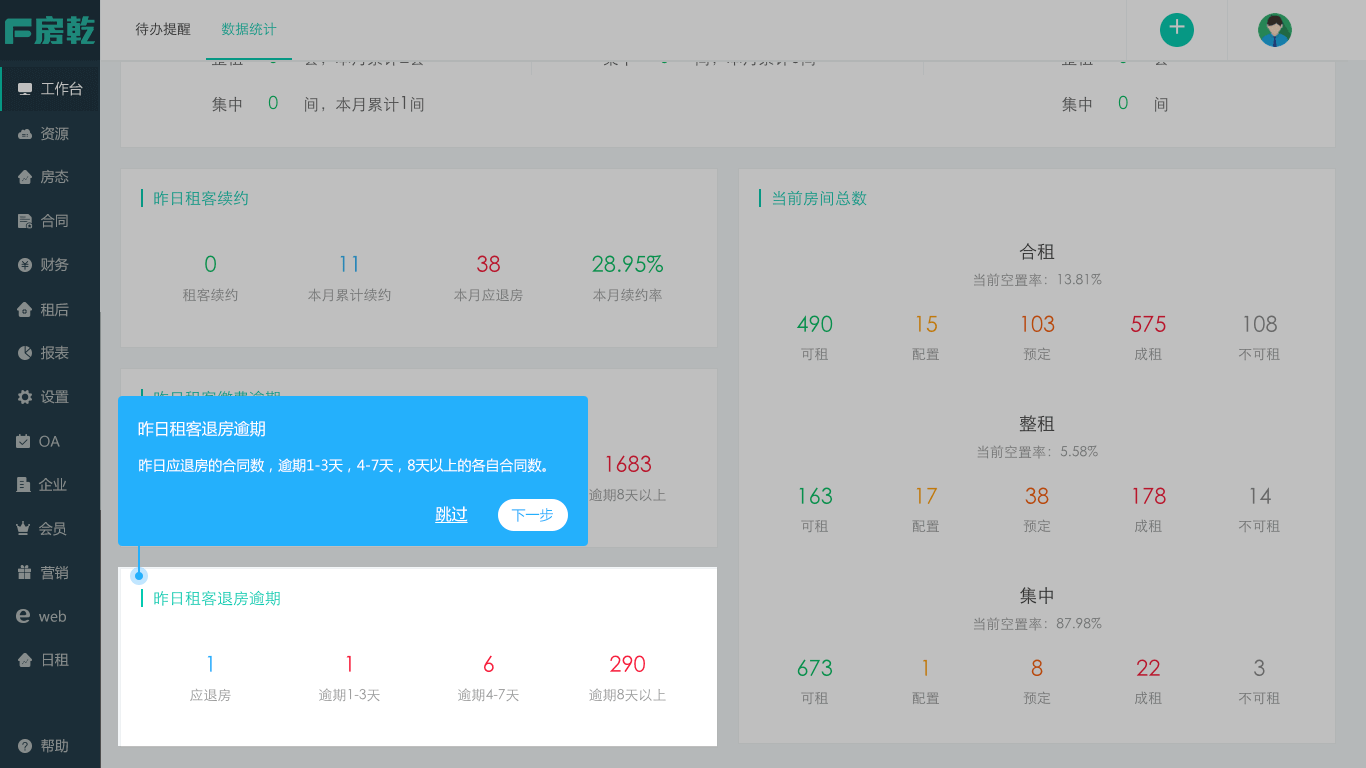 房乾
待办提醒
数据统计
工作台
资源
房态
合同
财务
租后
报表
设置
OA
企业
会员
营销
web
日租
帮助
集中 0 间，本月累计1间
集中 0 间
昨日租客续约
0 11 38 28.95%
租客续约 本月累计续约 本月应退房 本月续约率
昨日租客退房逾期
昨日应退房的合同数，逾期1-3天，4-7天，8天以上的各自合同数。
跳过 下一步
1683
逾期8天以上
昨日租客退房逾期
1 1 6 290
应退房 逾期1-3天 逾期4-7天 逾期8天以上
当前房间总数
合租
当前空置率：13.81%
490 15 103 575 108
可租 配置 预定 成租 不可租
整租
当前空置率：5.58%
163 17 38 178 14
可租 配置 预定 成租 不可租
集中
当前空置率：87.98%
673 1 8 22 3
可租 配置 预定 成租 不可租